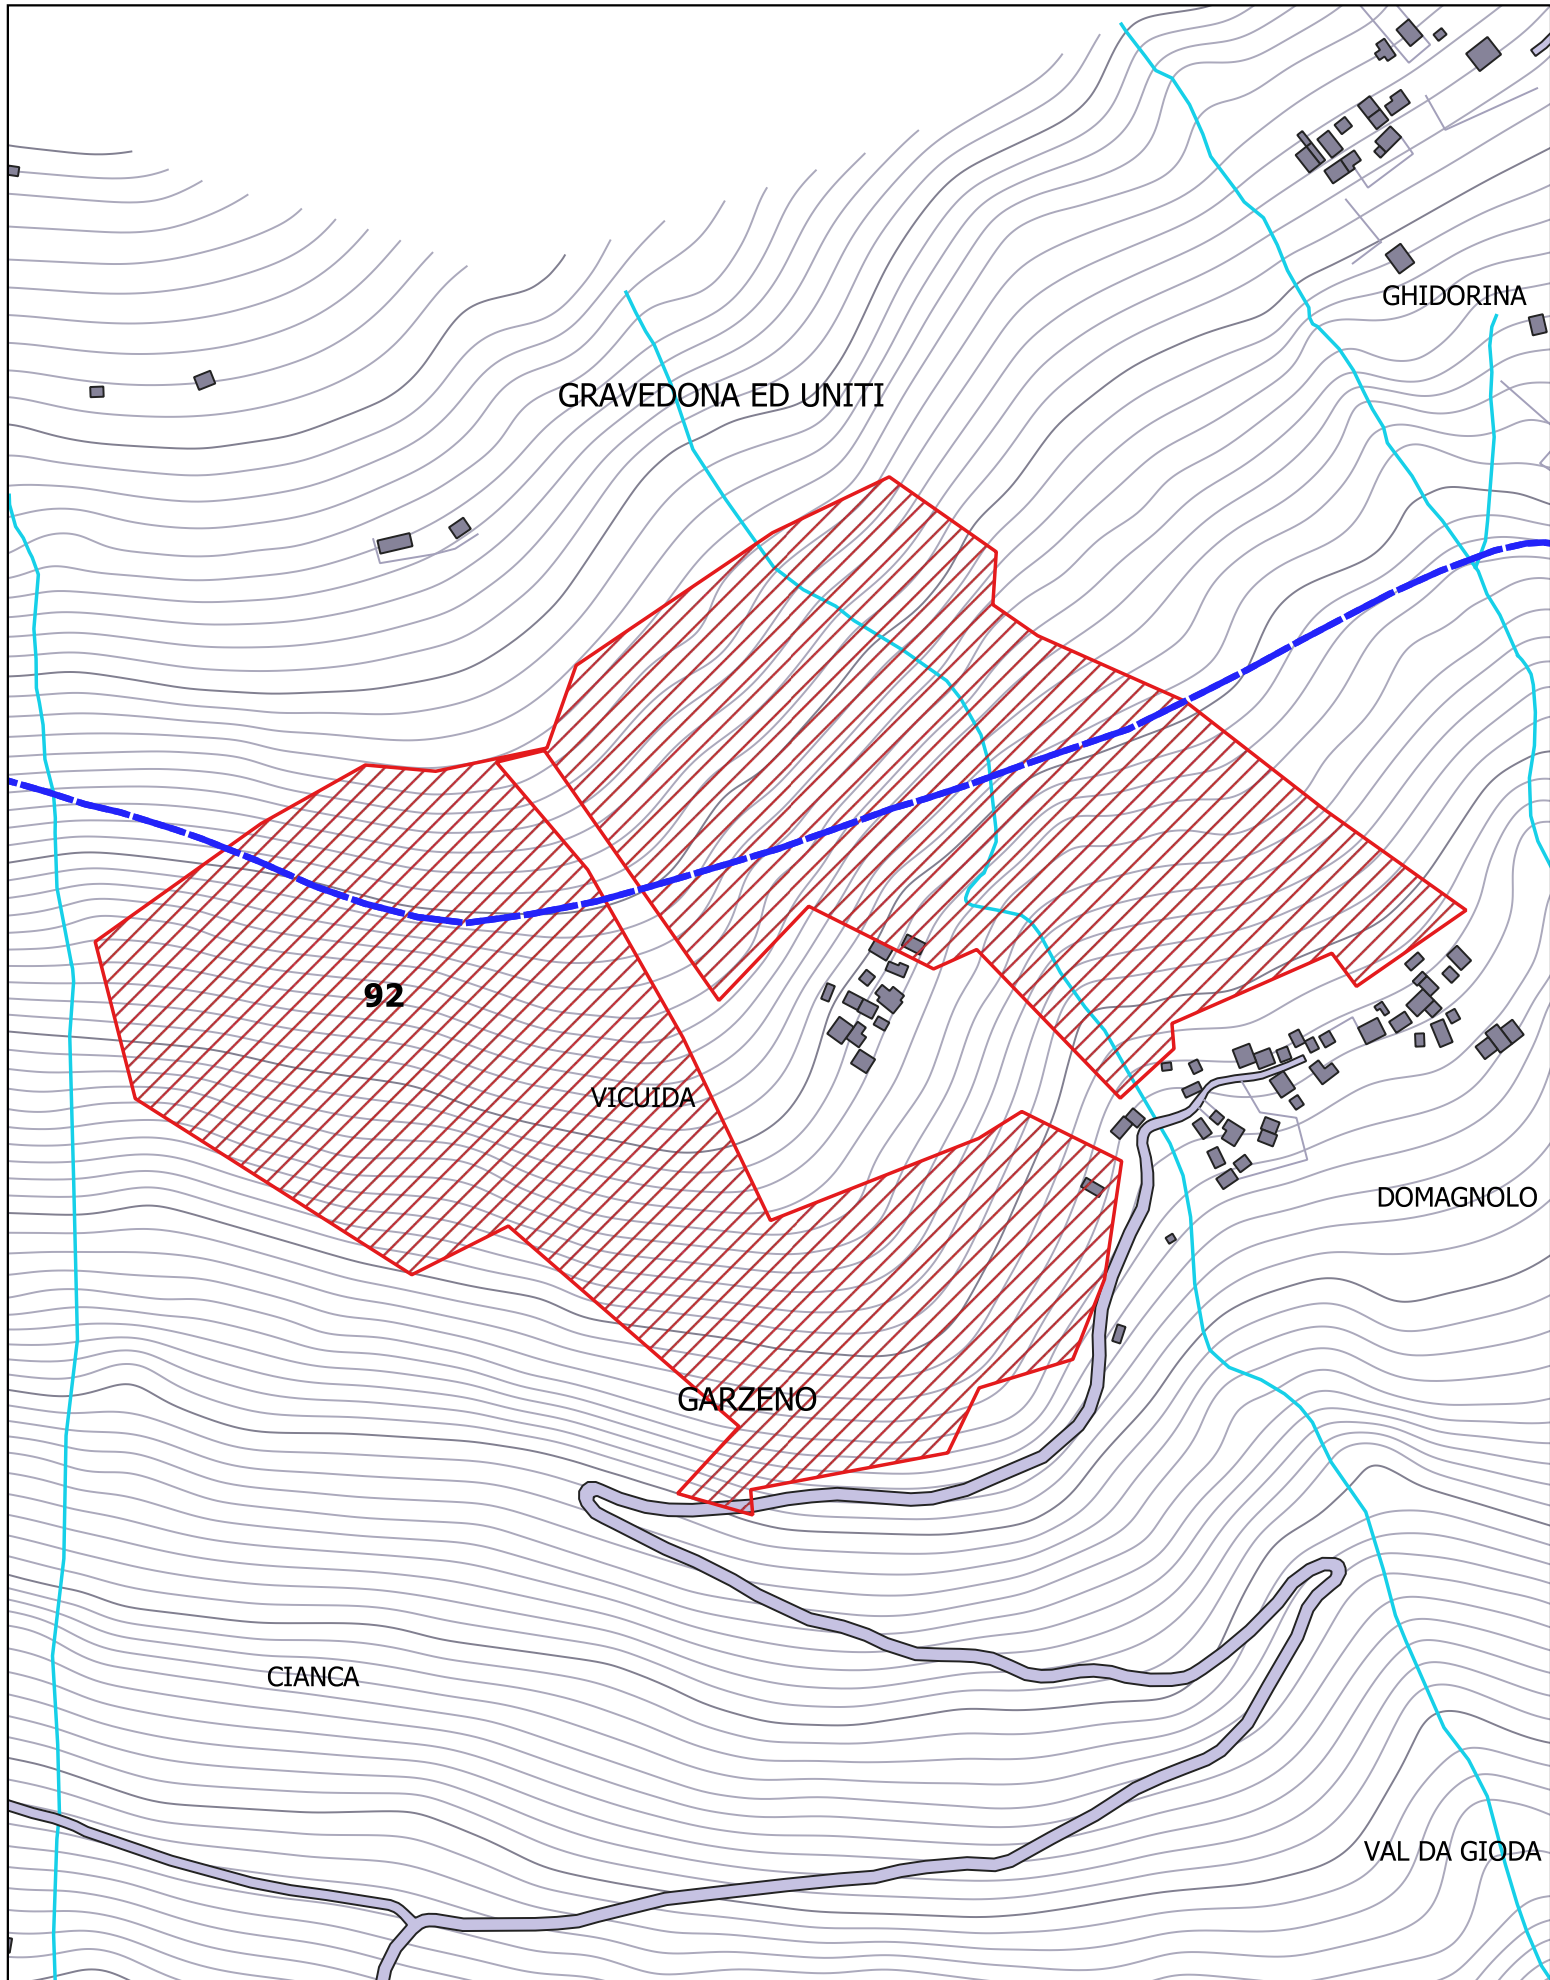 GHIDORINA
GRAVEDONA ED UNITI
92
VICUIDA
DOMAGNOLO
GARZENO
CIANCA
VAL DA GIODA